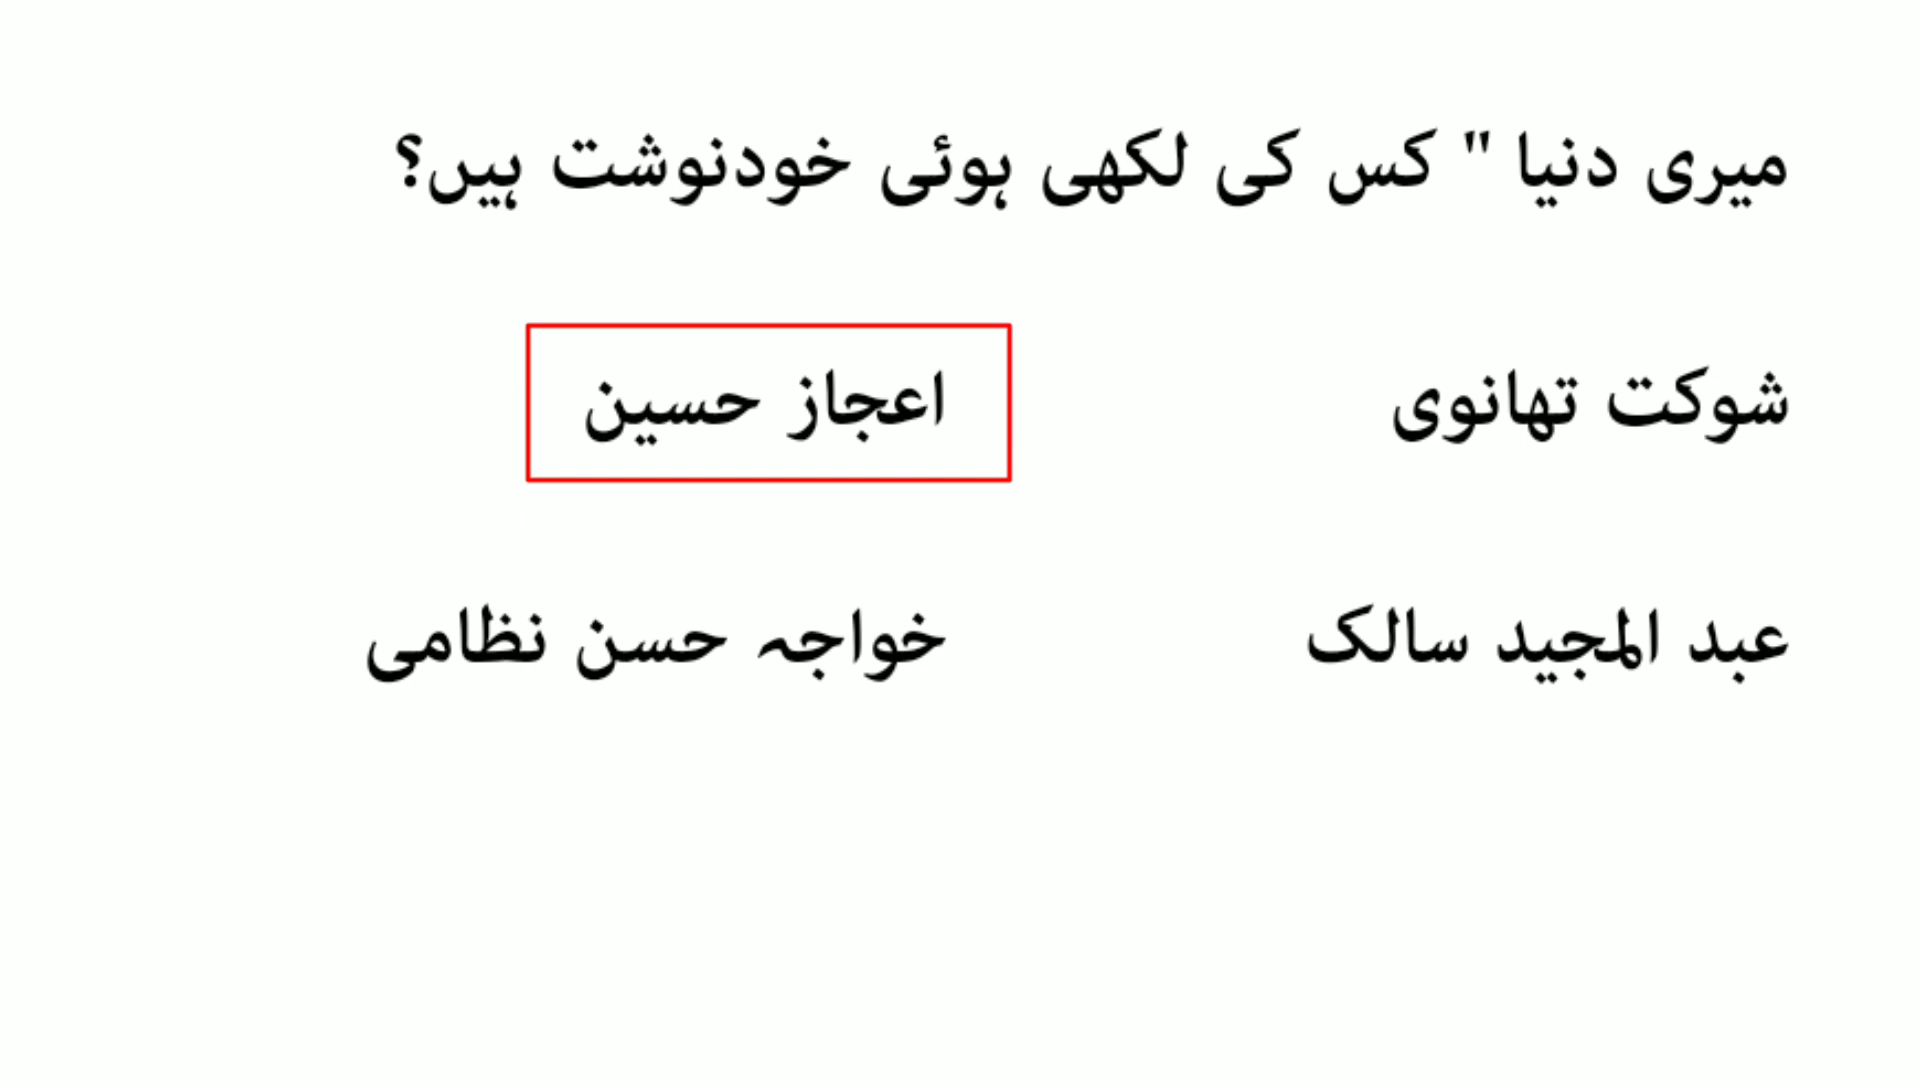 میری دنیا " کس کی لکھی ہوئی خودنوشت ہیں؟
شوکت تھانوی اعجاز حسین
عبد المجید سالک خواجہ حسن نظامی